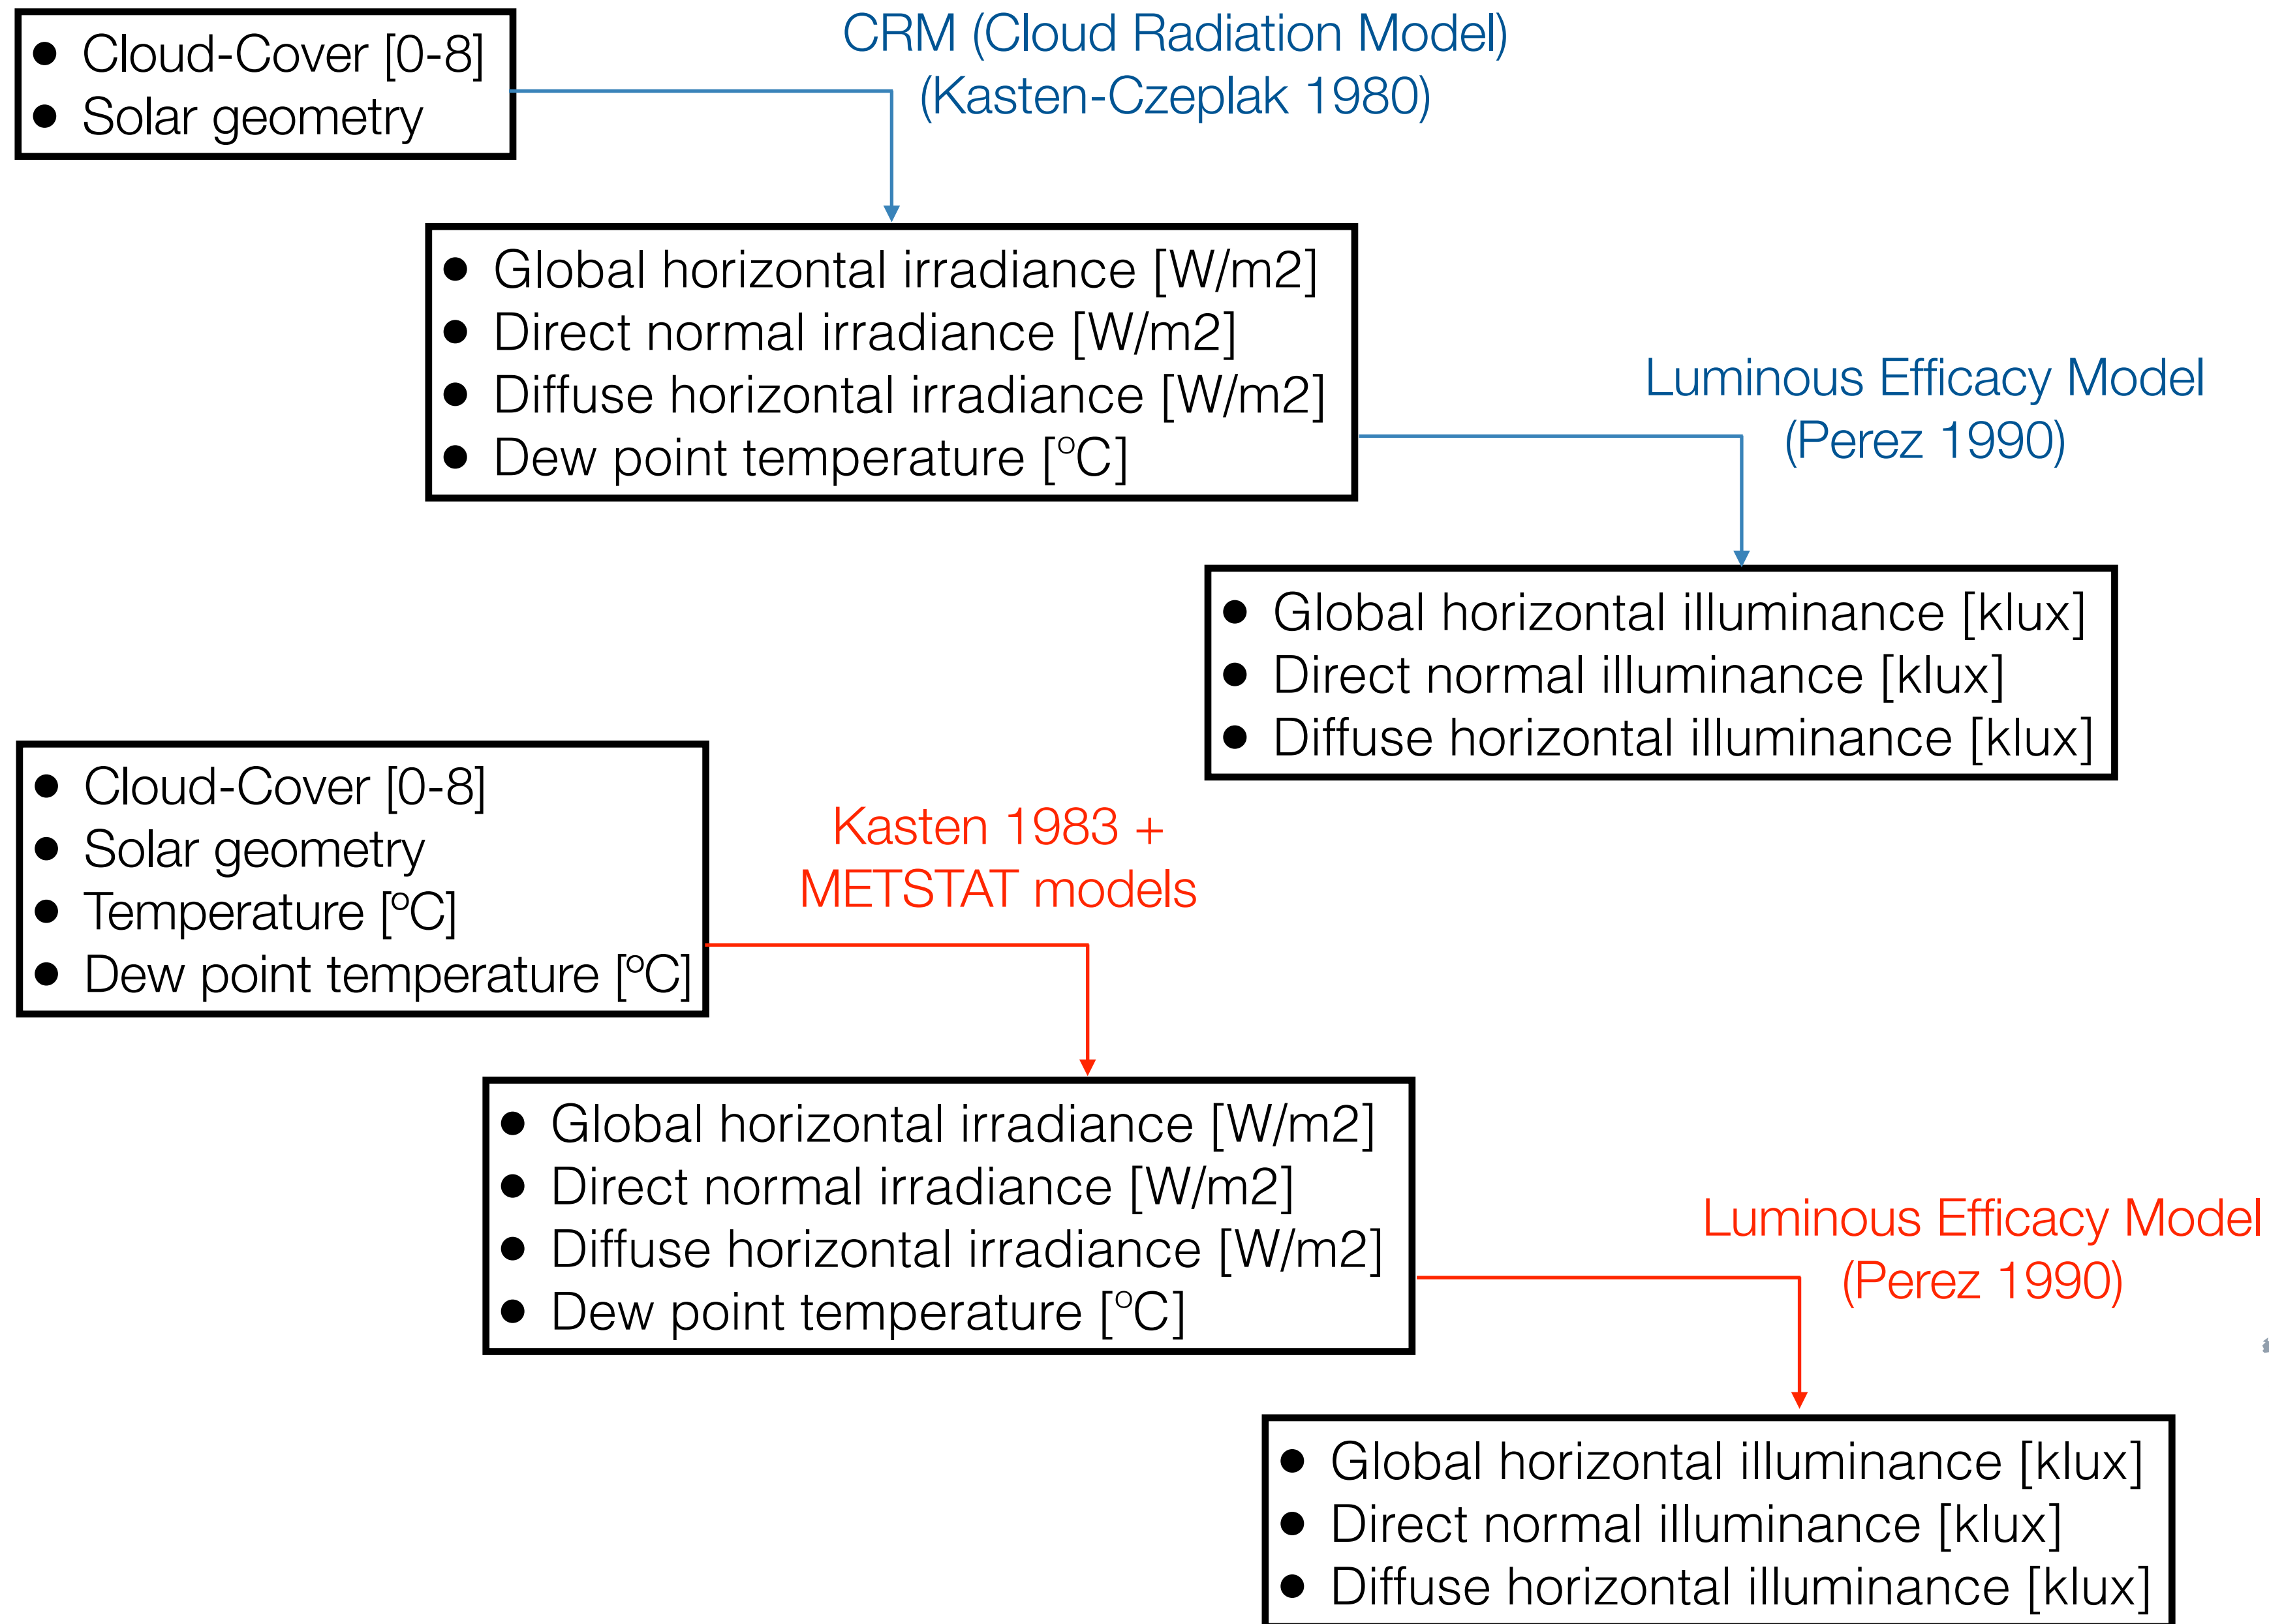 ● Cloud-Cover [0-8]
● Solar geometry
CRM (Cloud Radiation Model)
(Kasten-Czeplak 1980)
● Global horizontal irradiance [W/m2]
● Direct normal irradiance [W/m2]
● Diffuse horizontal irradiance [W/m2]
● Dew point temperature [ºC]
Luminous Efficacy Model
(Perez 1990)
● Global horizontal illuminance [klux]
● Direct normal illuminance [klux]
● Diffuse horizontal illuminance [klux]
● Cloud-Cover [0-8]
● Solar geometry
● Temperature [ºC]
● Dew point temperature [ºC]
Kasten 1983 +
METSTAT models
● Global horizontal irradiance [W/m2]
● Direct normal irradiance [W/m2]
● Diffuse horizontal irradiance [W/m2]
● Dew point temperature [ºC]
Luminous Efficacy Model
(Perez 1990)
● Global horizontal illuminance [klux]
● Direct normal illuminance [klux]
● Diffuse horizontal illuminance [klux]